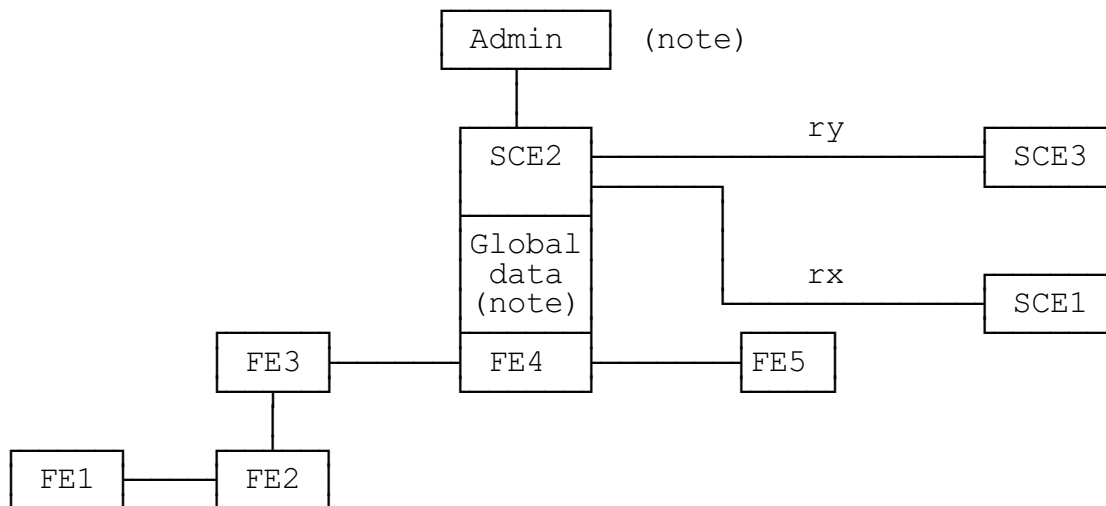 Admin (note)
ry
SCE2
SCE3
Global
data
(note)
rx
SCE1
FE3
FE4
FE5
FE1
FE2